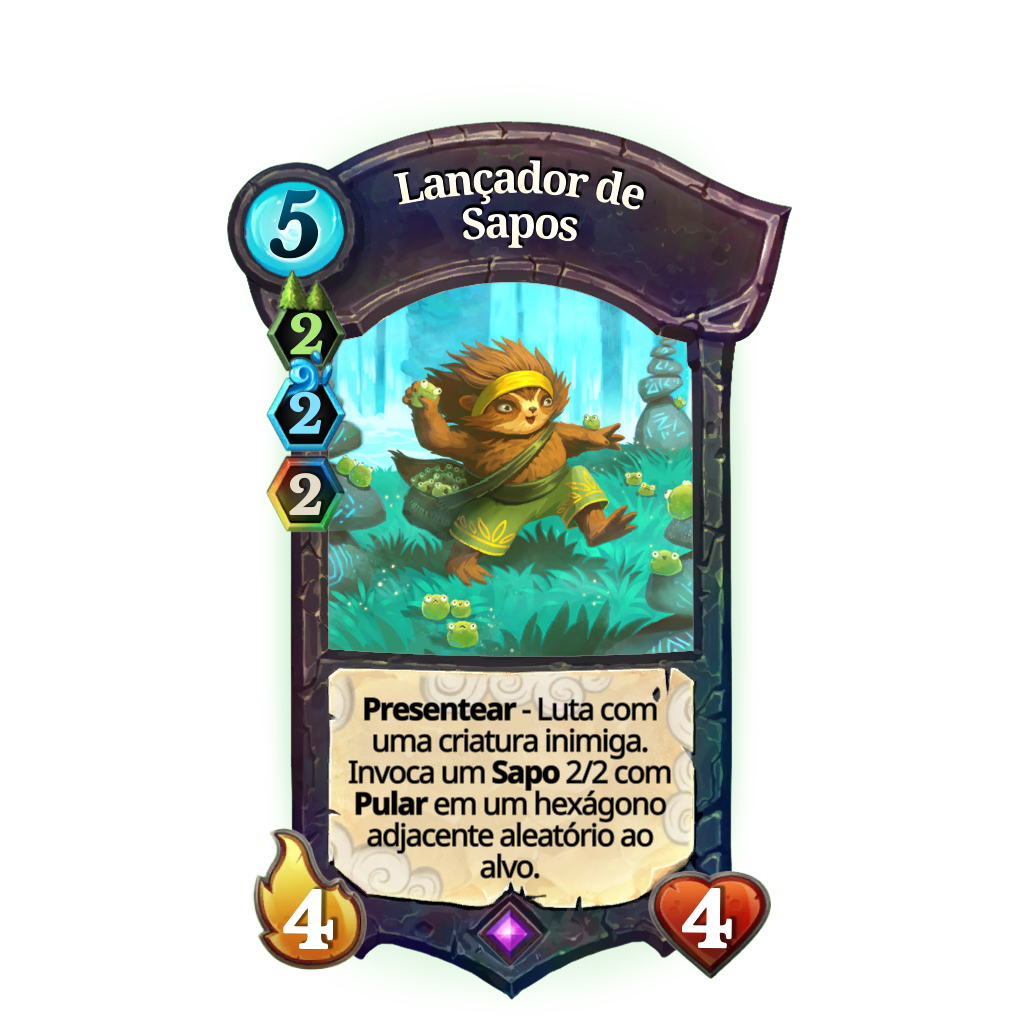 Lançador de
Sapos
5
2
2
2
Presentear - Luta com
uma criatura inimiga.
Invoca um Sapo 2/2 com
Pular em um hexágono
adjacente aleatório ao
alvo.
4
4